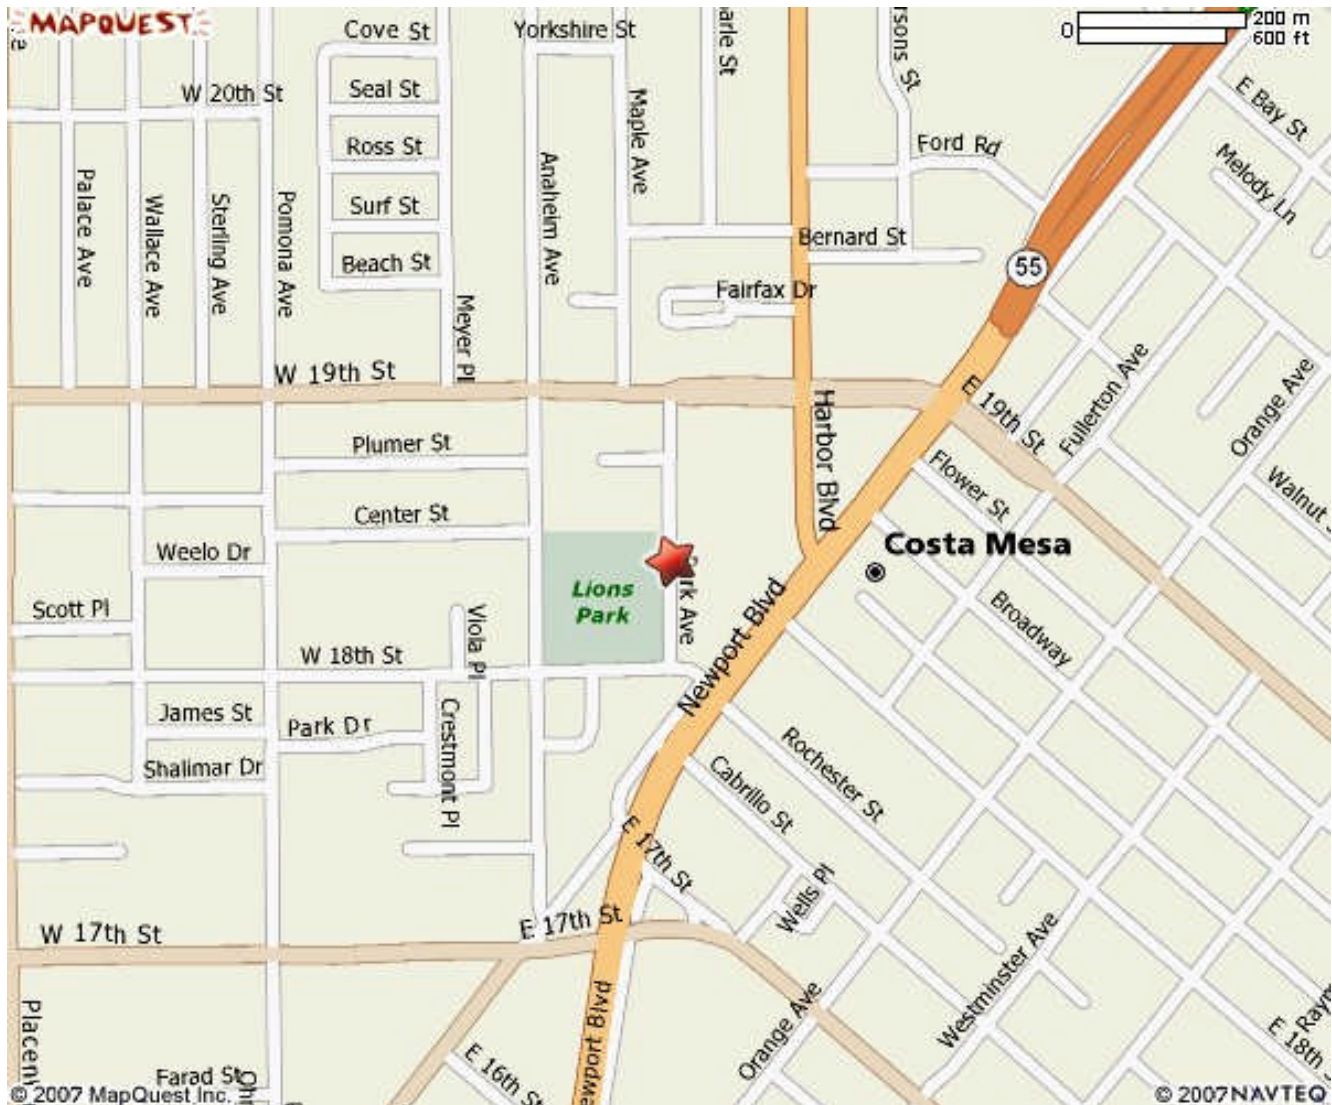 MAPQUEST
Cove St
Yorkshire St
arle St
rsons St
0
200 m
600 ft
W 20th St
Seal St
Maple Ave
E Bay St
Ross St
Ford Rd
Melody Ln
Palace Ave
Wallace Ave
Sterling Ave
Pomona Ave
Surf St
Anaheim Ave
Bernard St
Beach St
55
Fairfax Dr
Meyer Pl
W 19th St
E 19th St
Fullerton Ave
Orange Ave
Harbor Blvd
Plumer St
Flower St
Walnut
Center St
Costa Mesa
Weelo Dr
Lions
Park
ark Ave
Scott Pl
Viola Pl
Broadway
Newport Blvd
W 18th St
James St
Park Dr
Crestmont Pl
Rochester St
Shalimar Dr
Cabrillo St
E 17th St
Wells Pl
W 17th St
E 17th St
Westminster Ave
Placen
ewport Blvd
Orange Ave
E 18th S
Raym
Farad St
E 16th St
© 2007 MapQuest Inc.
© 2007 NAVTEQ